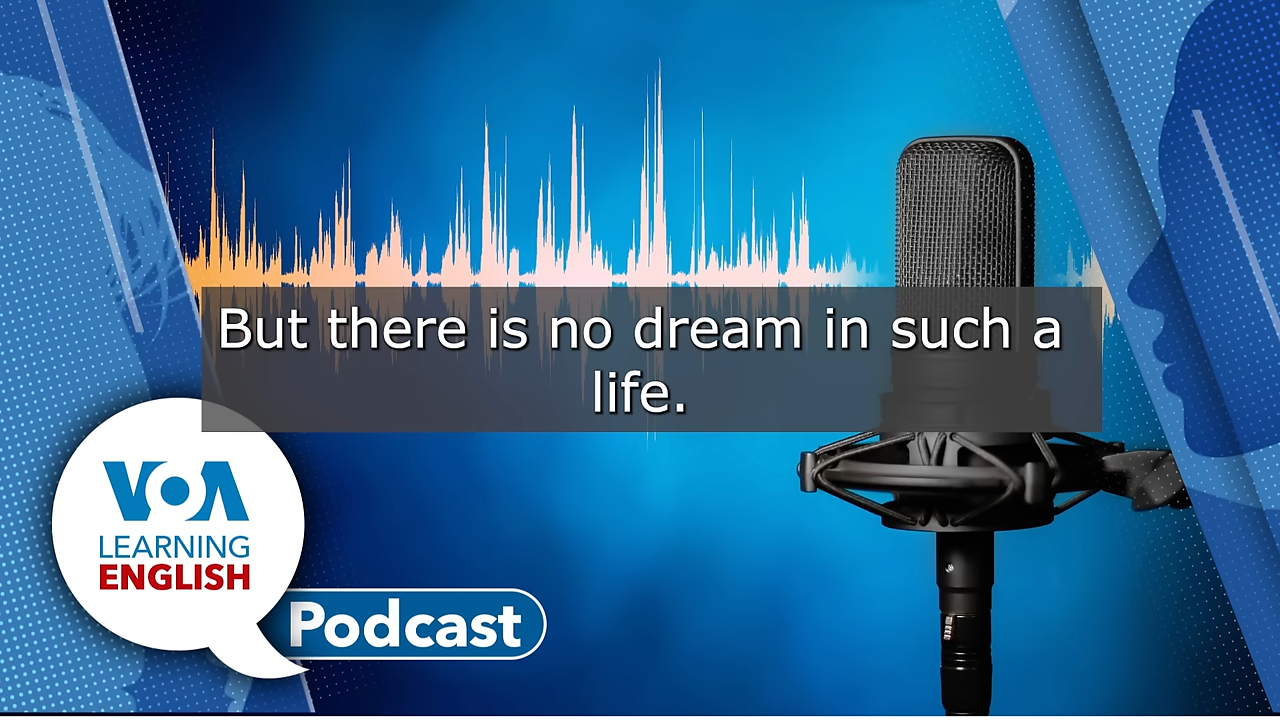 But there is no dream in such a
life.
VOA
LEARNING
ENGLISH
Podcast